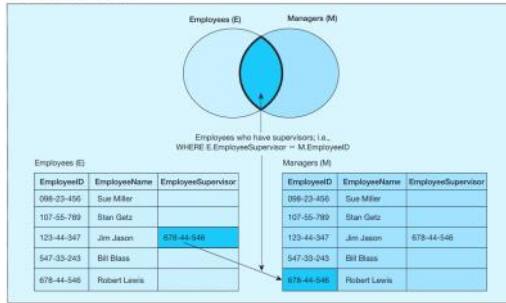 Employees (E) Managers (M)
Employees who have supervisors; i.e.,
WHERE E.EmployeeSupervisor = M.EmployeeID
Employees (E) Managers (M)
EmployeeID EmployeeName EmployeeSupervisor EmployeeID EmployeeName EmployeeSupervisor
098-23-456 Sue Miller 098-23-456 Sue Miller
107-55-789 Stan Getz 107-55-789 Stan Getz
123-44-347 Jim Jason 678-44-546 123-44-347 Jim Jason 678-44-546
547-33-243 Bill Blass 547-33-243 Bill Blass
678-44-546 Robert Lewis 678-44-546 Robert Lewis